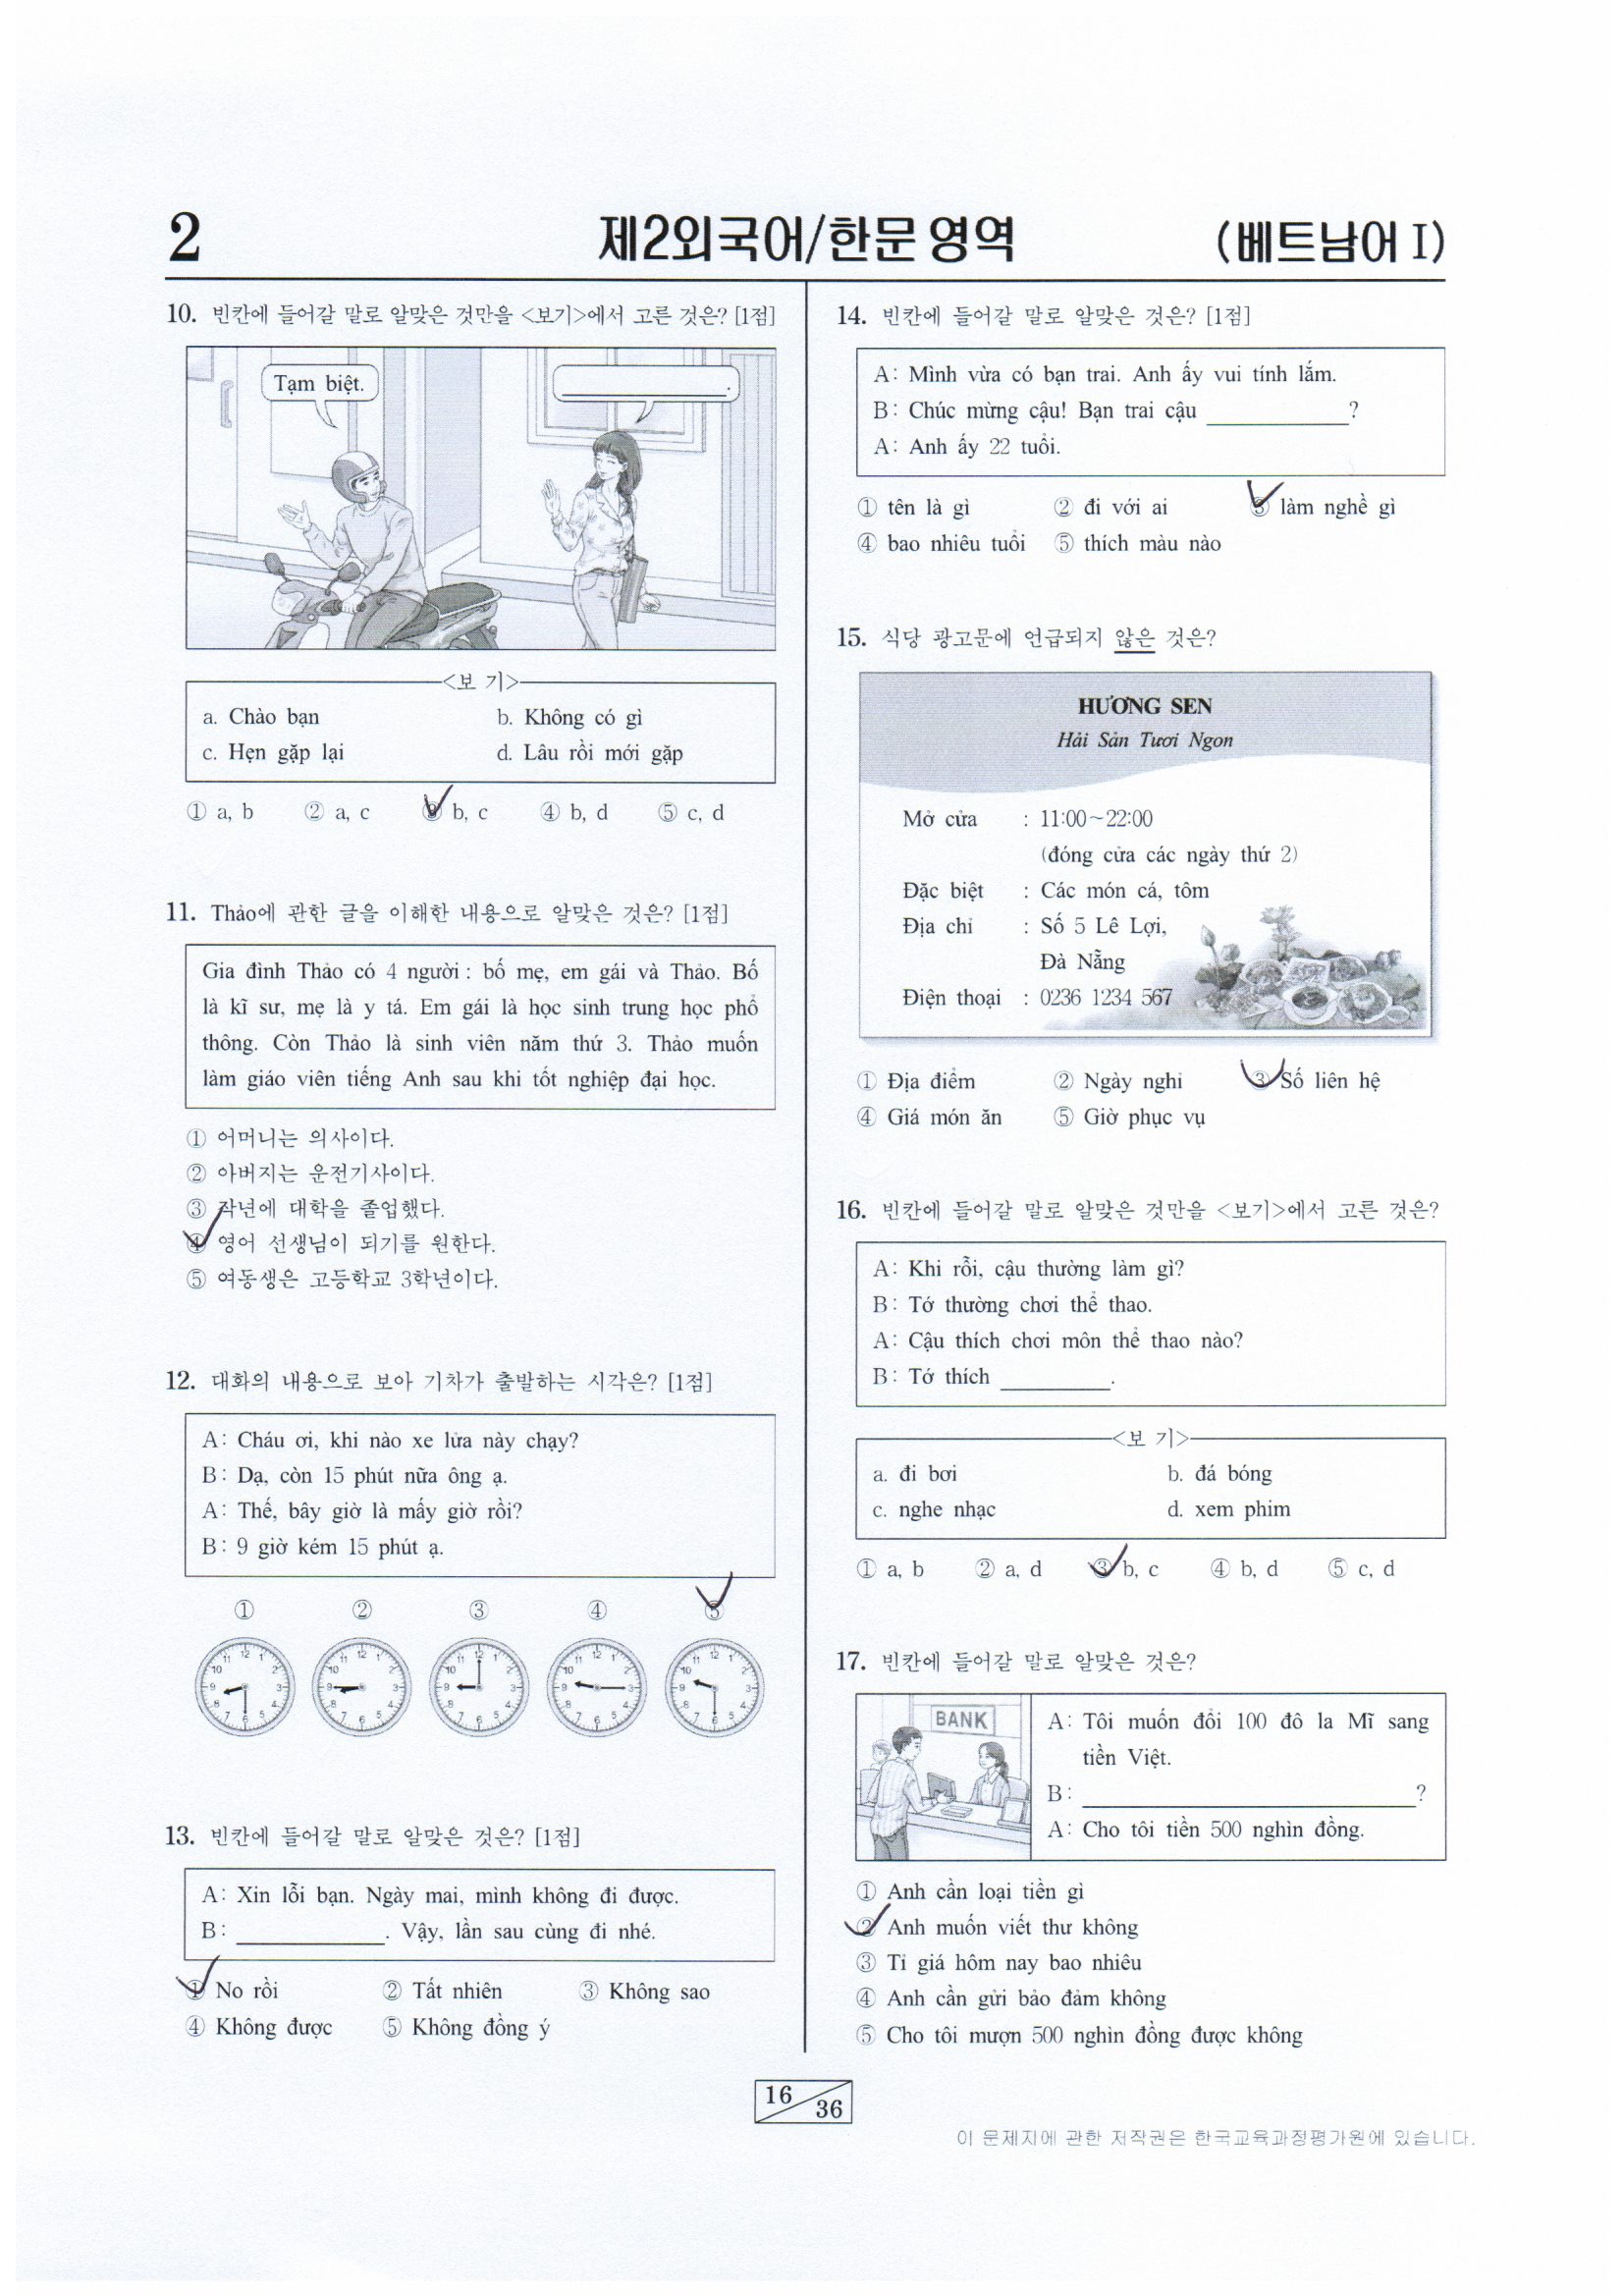 2
제2외국어/한문 영역
(베트남어 I)
10. 빈칸에 들어갈 말로 알맞은 것만을 <보기>에서 고른 것은? [1점]
Tạm biệt.
.
<보 기>
a. Chào bạn b. Không có gì
c. Hẹn gặp lại d. Lâu rồi mới gặp
① a, b ② a, c ③ b, c ④ b, d ⑤ c, d
11. Thảo에 관한 글을 이해한 내용으로 알맞은 것은? [1점]
Gia đình Thảo có 4 người : bố mẹ, em gái và Thảo. Bố
là kĩ sư, mẹ là y tá. Em gái là học sinh trung học phổ
thông. Còn Thảo là sinh viên năm thứ 3. Thảo muốn
làm giáo viên tiếng Anh sau khi tốt nghiệp đại học.
① 어머니는 의사이다.
② 아버지는 운전기사이다.
③ 작년에 대학을 졸업했다.
④ 영어 선생님이 되기를 원한다.
⑤ 여동생은 고등학교 3학년이다.
12. 대화의 내용으로 보아 기차가 출발하는 시각은? [1점]
A : Cháu ơi, khi nào xe lửa này chạy?
B : Dạ, còn 15 phút nữa ông ạ.
A : Thế, bây giờ là mấy giờ rồi?
B : 9 giờ kém 15 phút ạ.
① ② ③ ④ ⑤
13. 빈칸에 들어갈 말로 알맞은 것은? [1점]
A : Xin lỗi bạn. Ngày mai, mình không đi được.
B : ____________. Vậy, lần sau cùng đi nhé.
① No rồi ② Tất nhiên ③ Không sao
④ Không được ⑤ Không đồng ý
14. 빈칸에 들어갈 말로 알맞은 것은? [1점]
A : Mình vừa có bạn trai. Anh ấy vui tính lắm.
B : Chúc mừng cậu! Bạn trai cậu ____________?
A : Anh ấy 22 tuổi.
① tên là gì ② đi với ai ③ làm nghề gì
④ bao nhiêu tuổi ⑤ thích màu nào
15. 식당 광고문에 언급되지 않은 것은?
HƯƠNG SEN
Hải Sản Tươi Ngon
Mở cửa : 11:00~22:00
(đóng cửa các ngày thứ 2)
Đặc biệt : Các món cá, tôm
Địa chỉ : Số 5 Lê Lợi,
Đà Nẵng
Điện thoại : 0236 1234 567
① Địa điểm ② Ngày nghỉ ③ Số liên hệ
④ Giá món ăn ⑤ Giờ phục vụ
16. 빈칸에 들어갈 말로 알맞은 것만을 <보기>에서 고른 것은?
A : Khi rỗi, cậu thường làm gì?
B : Tớ thường chơi thể thao.
A : Cậu thích chơi môn thể thao nào?
B : Tớ thích _________.
<보 기>
a. đi bơi b. đá bóng
c. nghe nhạc d. xem phim
① a, b ② a, d ③ b, c ④ b, d ⑤ c, d
17. 빈칸에 들어갈 말로 알맞은 것은?
BANK
A : Tôi muốn đổi 100 đô la Mĩ sang
tiền Việt.
B : ____________________________?
A : Cho tôi tiền 500 nghìn đồng.
① Anh cần loại tiền gì
② Anh muốn viết thư không
③ Tỉ giá hôm nay bao nhiêu
④ Anh cần gửi bảo đảm không
⑤ Cho tôi mượn 500 nghìn đồng được không
16 36
이 문제지에 관한 저작권은 한국교육과정평가원에 있습니다.